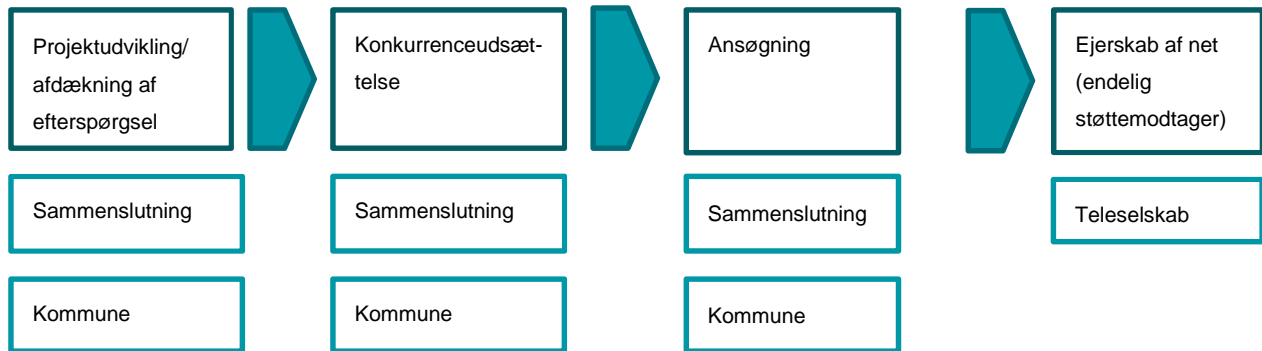 Projektudvikling/
afdækning af
efterspørgsel
Konkurrenceudsæt-
telse
Ansøgning
Ejerskab af net
(endelig
støttemodtager)
Sammenslutning
Sammenslutning
Sammenslutning
Teleselskab
Kommune
Kommune
Kommune